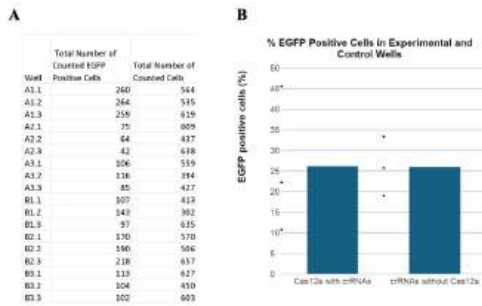 A
Total Number of
Counted EGFP Total Number of
Well Positive Cells Counted Cells
A1.1 260 564
A1.2 264 535
A1.3 259 619
A2.1 75 609
A2.2 64 437
A2.3 42 638
A3.1 106 559
A3.2 116 394
A3.3 85 427
B1.1 107 413
B1.2 143 302
B1.3 97 635
B2.1 170 570
B2.2 190 506
B2.3 218 657
B3.1 113 627
B3.2 104 450
B3.3 102 603
B
% EGFP Positive Cells in Experimental and
Control Wells
EGFP positive cells (%)
50
45
40
35
30
25
20
15
10
5
0
Cas12a with crRNAs
crRNAs without Cas12a